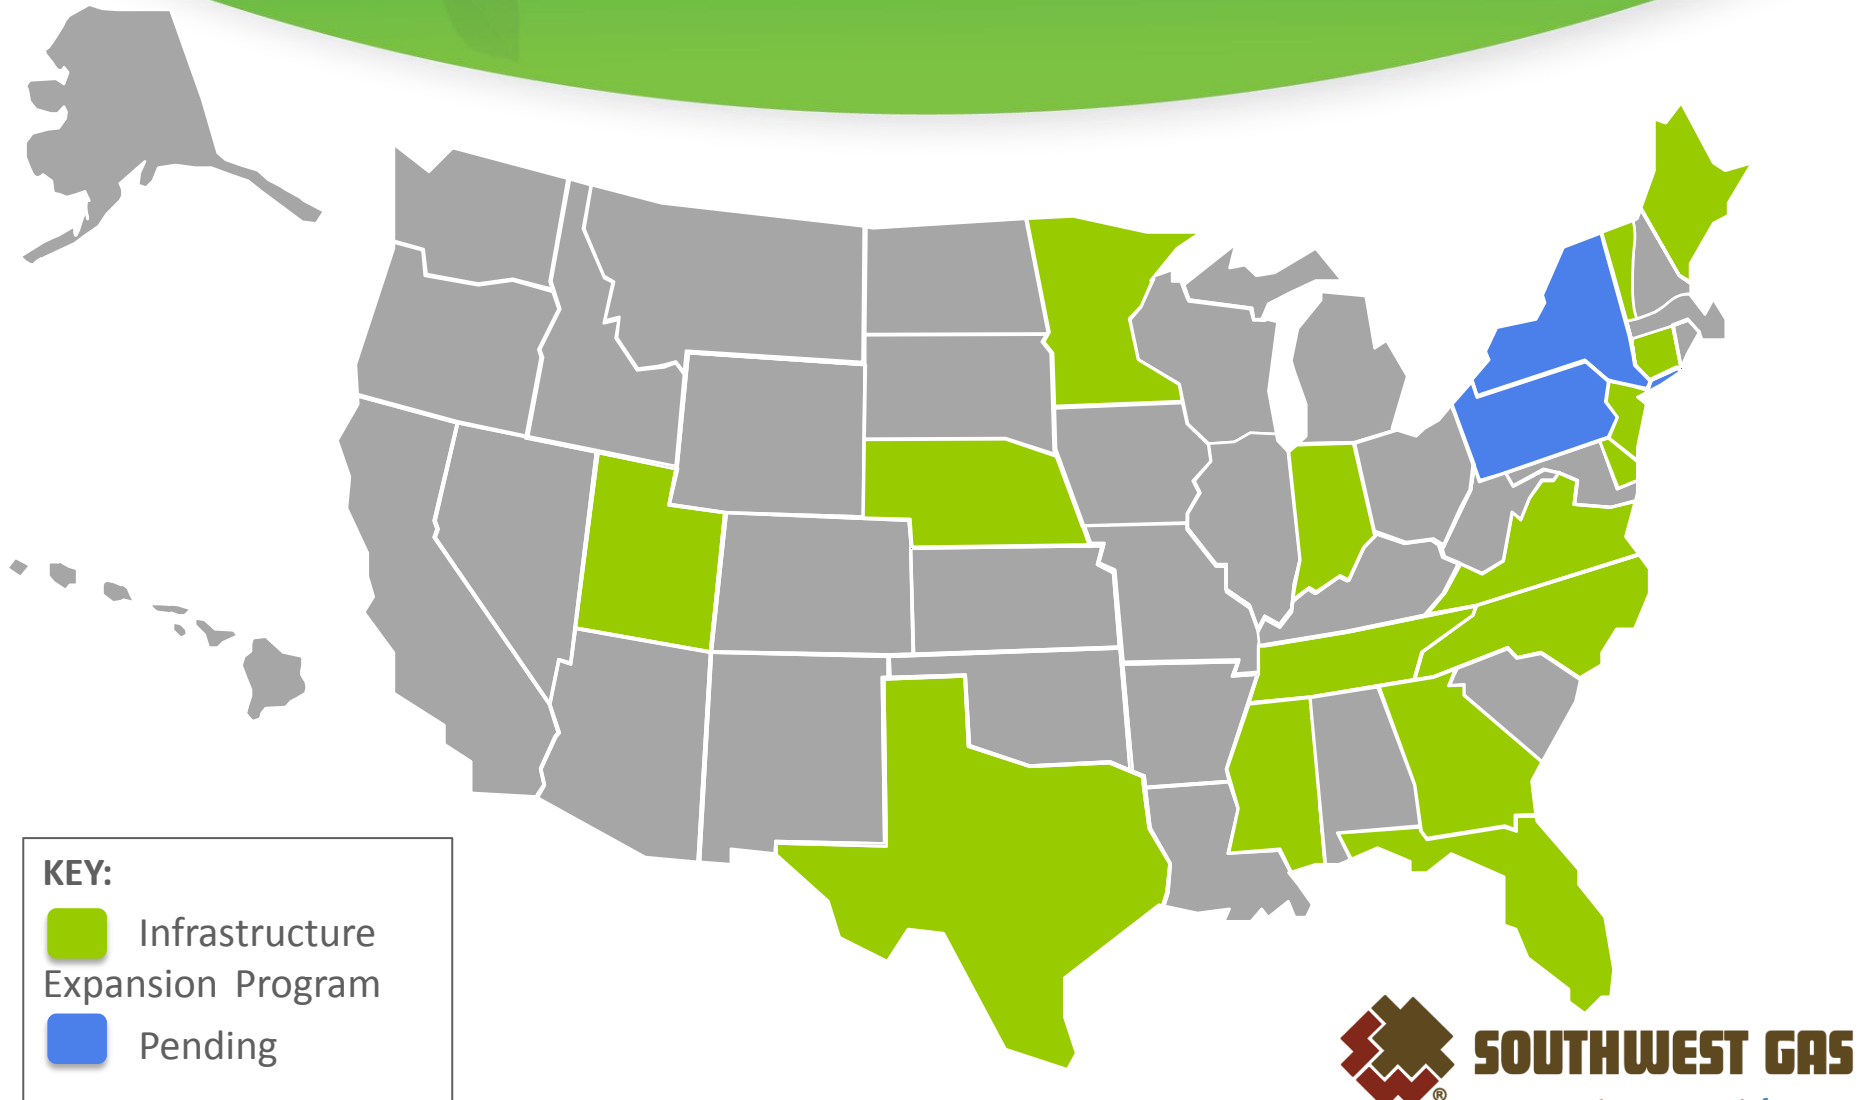 KEY:
Infrastructure
Expansion Program
Pending
SOUTHWEST GAS
®